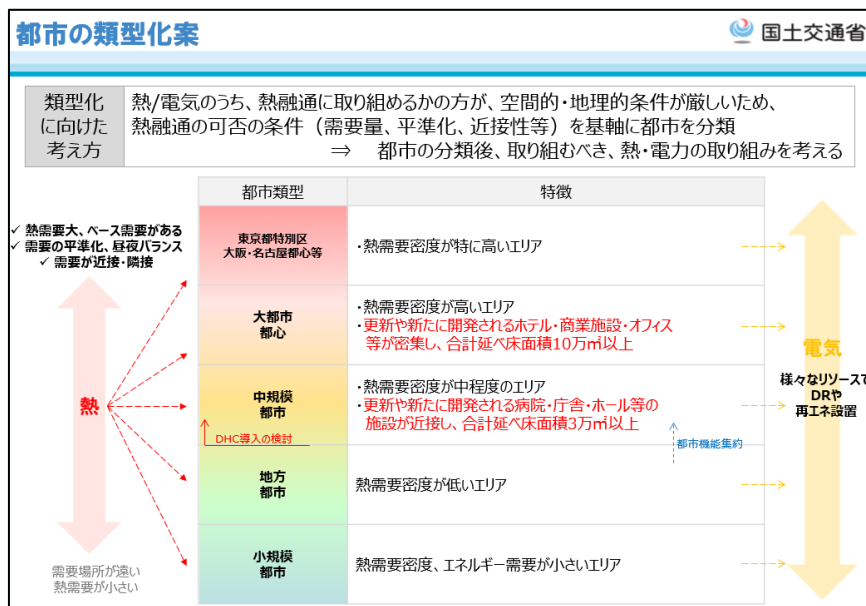 都市の類型化案
国土交通省
類型化
に向けた
考え方
熱/電気のうち、熱融通に取り組めるかの方が、空間的・地理的条件が厳しいため、
熱融通の可否の条件（需要量、平準化、近接性等）を基軸に都市を分類
⇒ 都市の分類後、取り組むべき、熱・電力の取り組みを考える
都市類型
特徴
✓ 熱需要大、ベース需要がある
✓ 需要の平準化、昼夜バランス
✓ 需要が近接・隣接
熱
需要場所が遠い
熱需要が小さい
東京都特別区
大阪・名古屋都心等
・熱需要密度が特に高いエリア
大都市
都心
・熱需要密度が高いエリア
・更新や新たに開発されるホテル・商業施設・オフィス
等が密集し、合計延べ床面積10万㎡以上
中規模
都市
・熱需要密度が中程度のエリア
・更新や新たに開発される病院・庁舎・ホール等の
施設が近接し、合計延べ床面積3万㎡以上
DHC導入の検討
都市機能集約
地方
都市
熱需要密度が低いエリア
小規模
都市
熱需要密度、エネルギー需要が小さいエリア
電気
様々なリソースで
DRや
再エネ設置